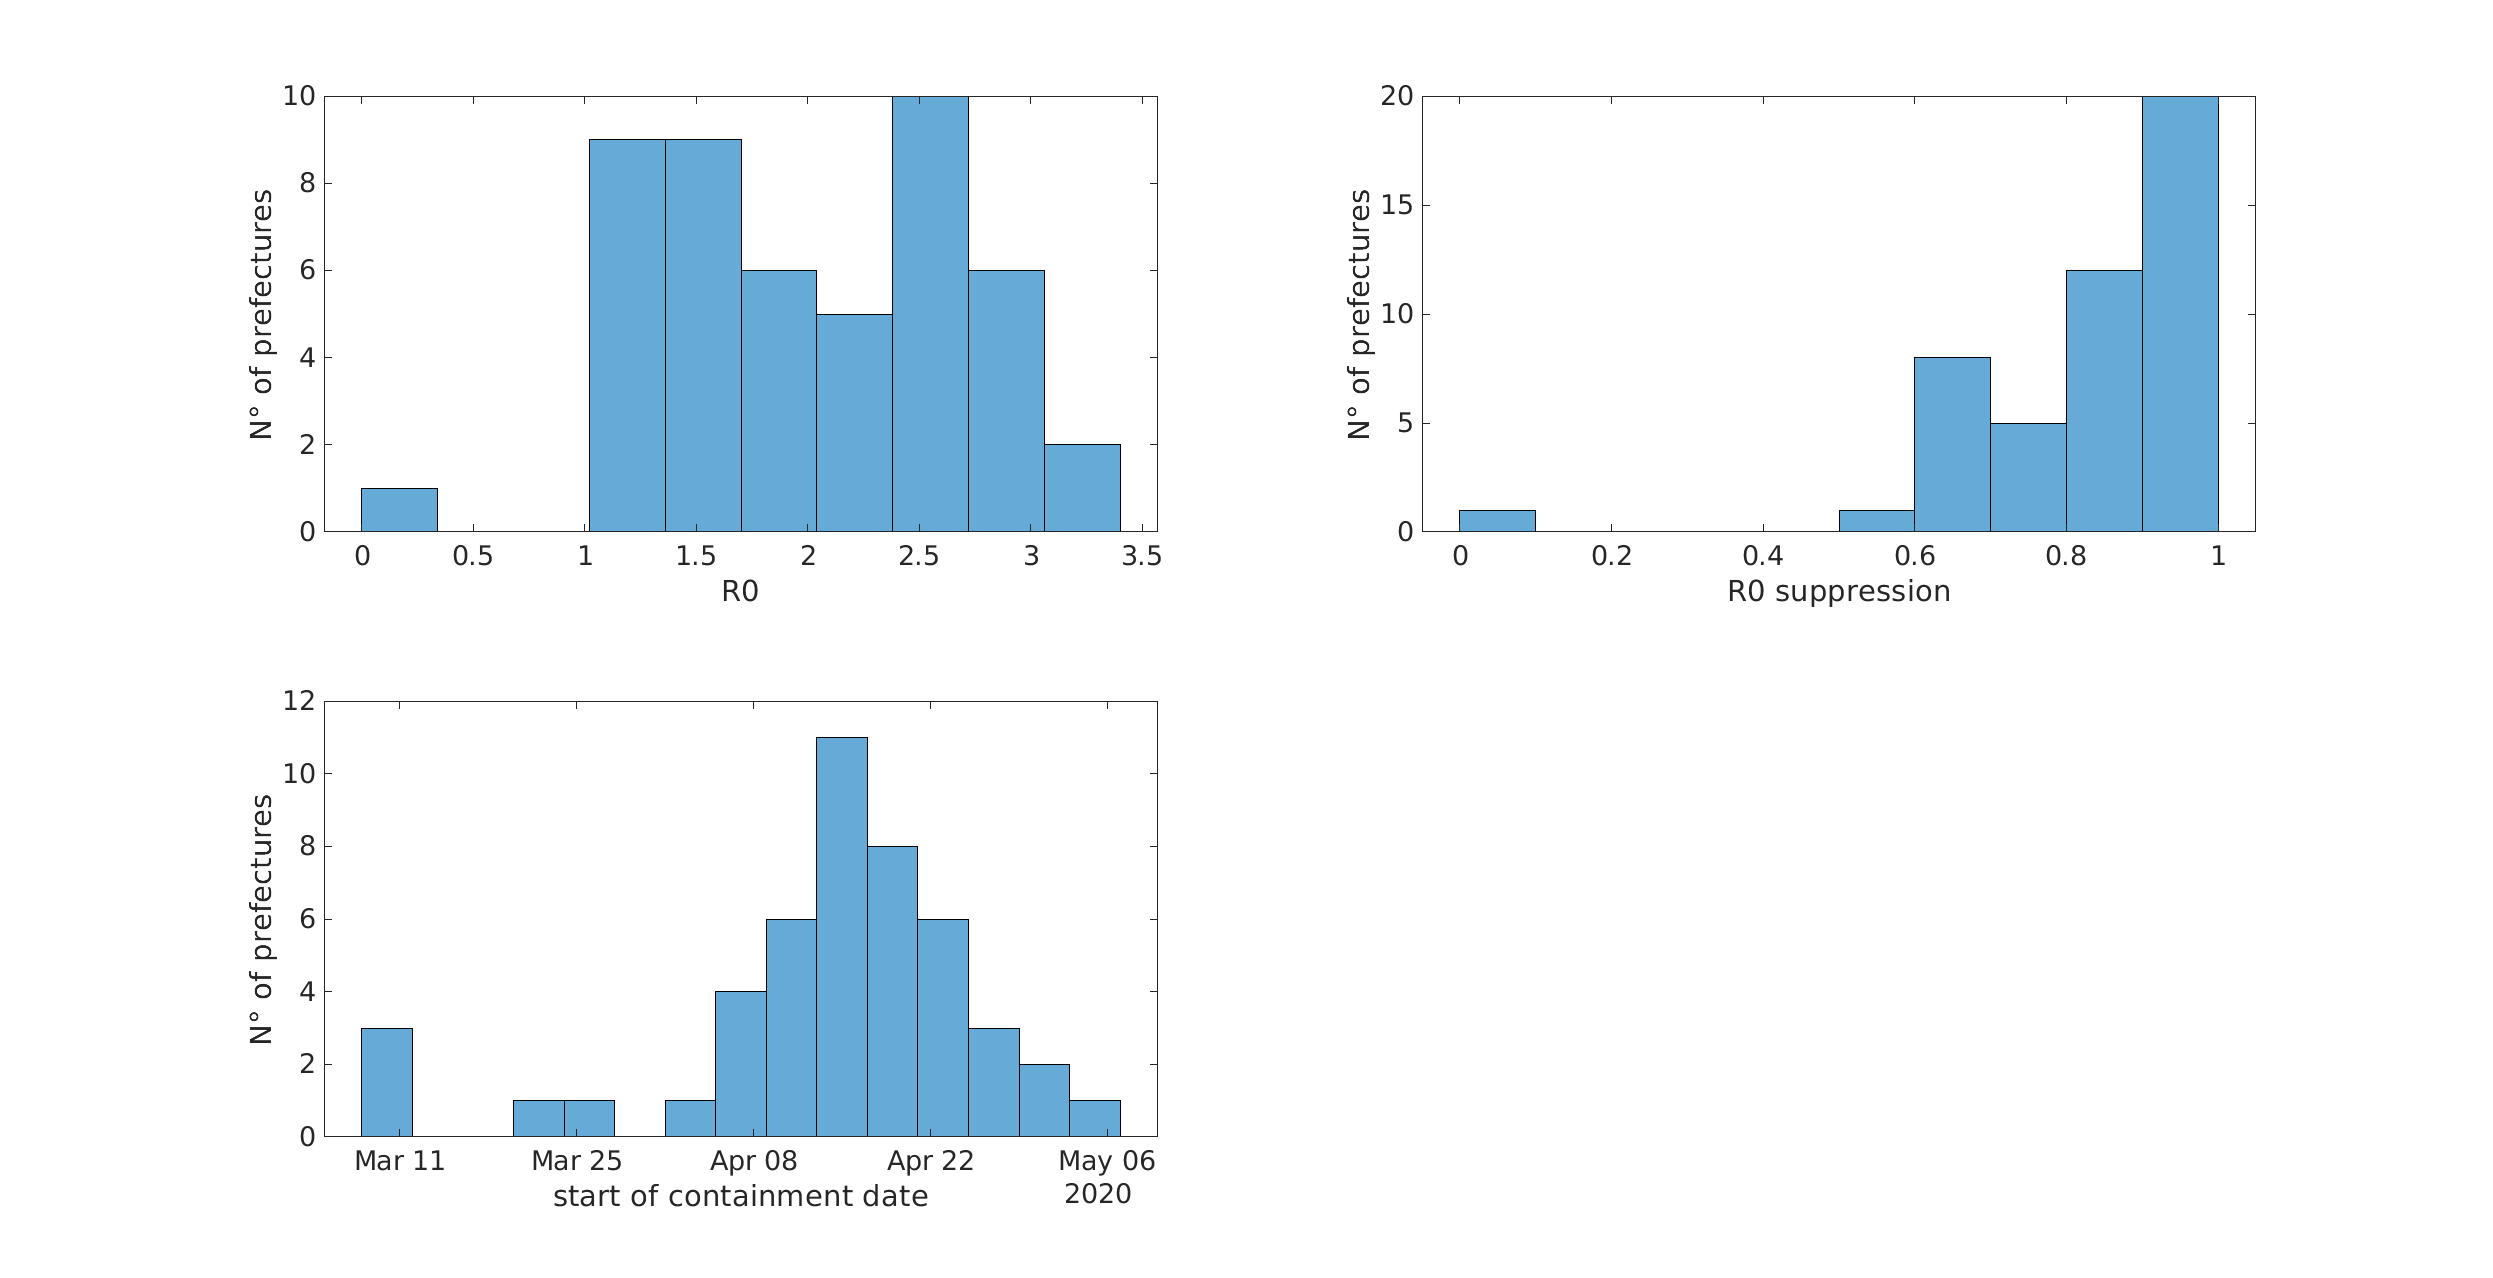 10
8
6
4
2
0
N° of prefectures
0 0.5 1 1.5 2 2.5 3 3.5
R0
20
15
10
5
0
N° of prefectures
0 0.2 0.4 0.6 0.8 1
R0 suppression
12
10
8
6
4
2
0
N° of prefectures
Mar 11 Mar 25 Apr 08 Apr 22 May 06
2020
start of containment date